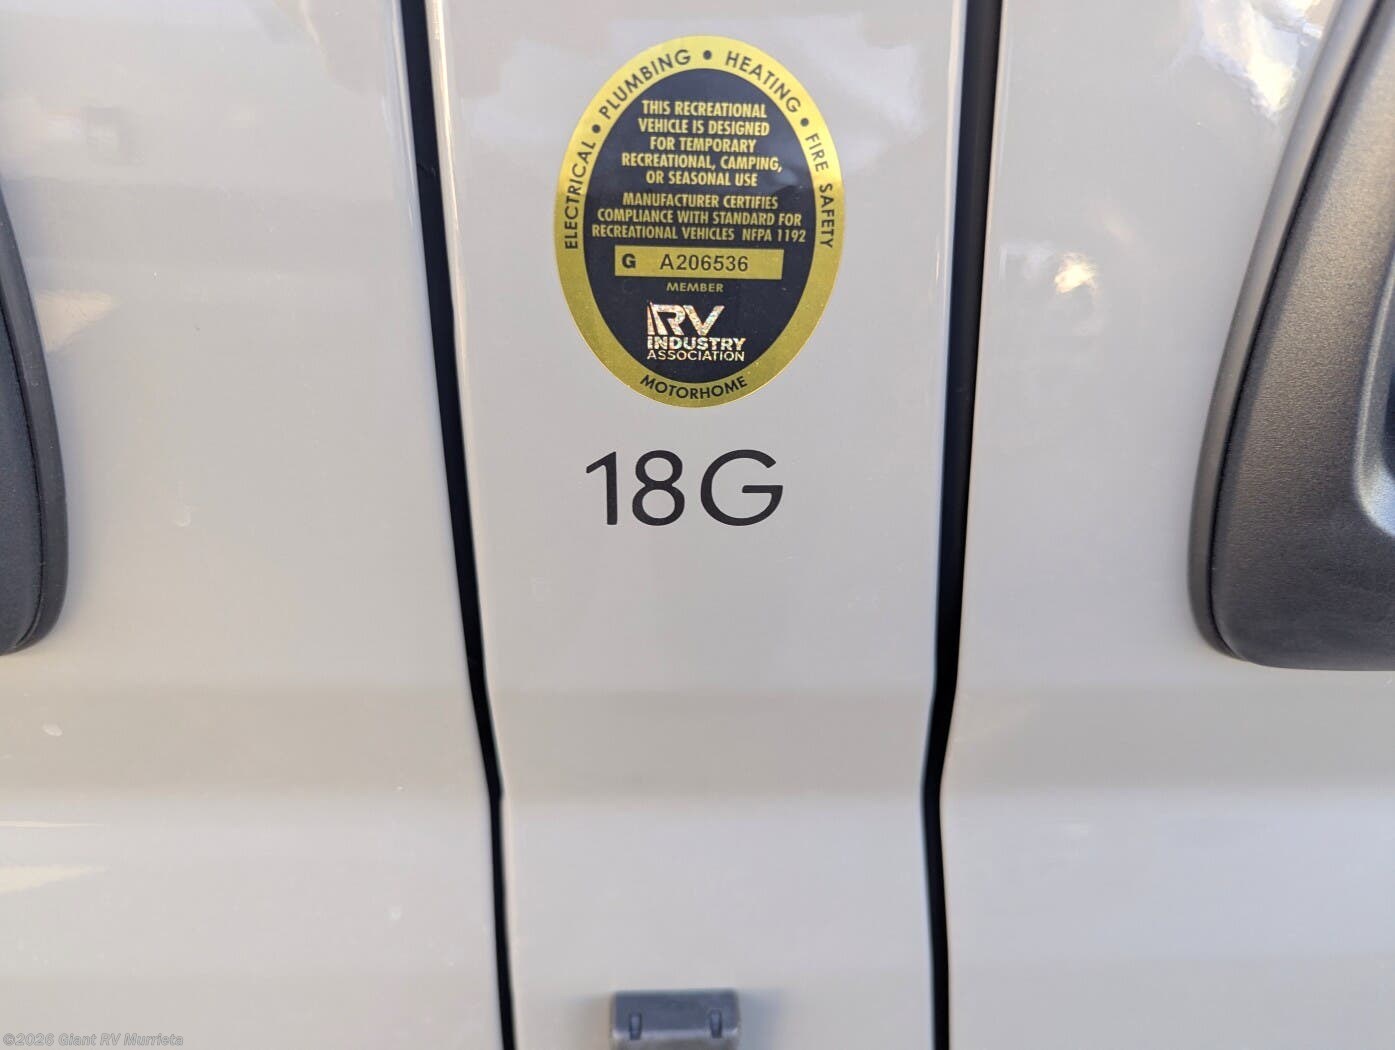 ELECTRICAL • PLUMBING • HEATING • FIRE SAFETY
THIS RECREATIONAL
VEHICLE IS DESIGNED
FOR TEMPORARY
RECREATIONAL, CAMPING,
OR SEASONAL USE
MANUFACTURER CERTIFIES
COMPLIANCE WITH STANDARD FOR
RECREATIONAL VEHICLES NFPA 1192
G A206536
MEMBER
RV
INDUSTRY
ASSOCIATION
MOTORHOME
18G
©2026 Giant RV Murrieta